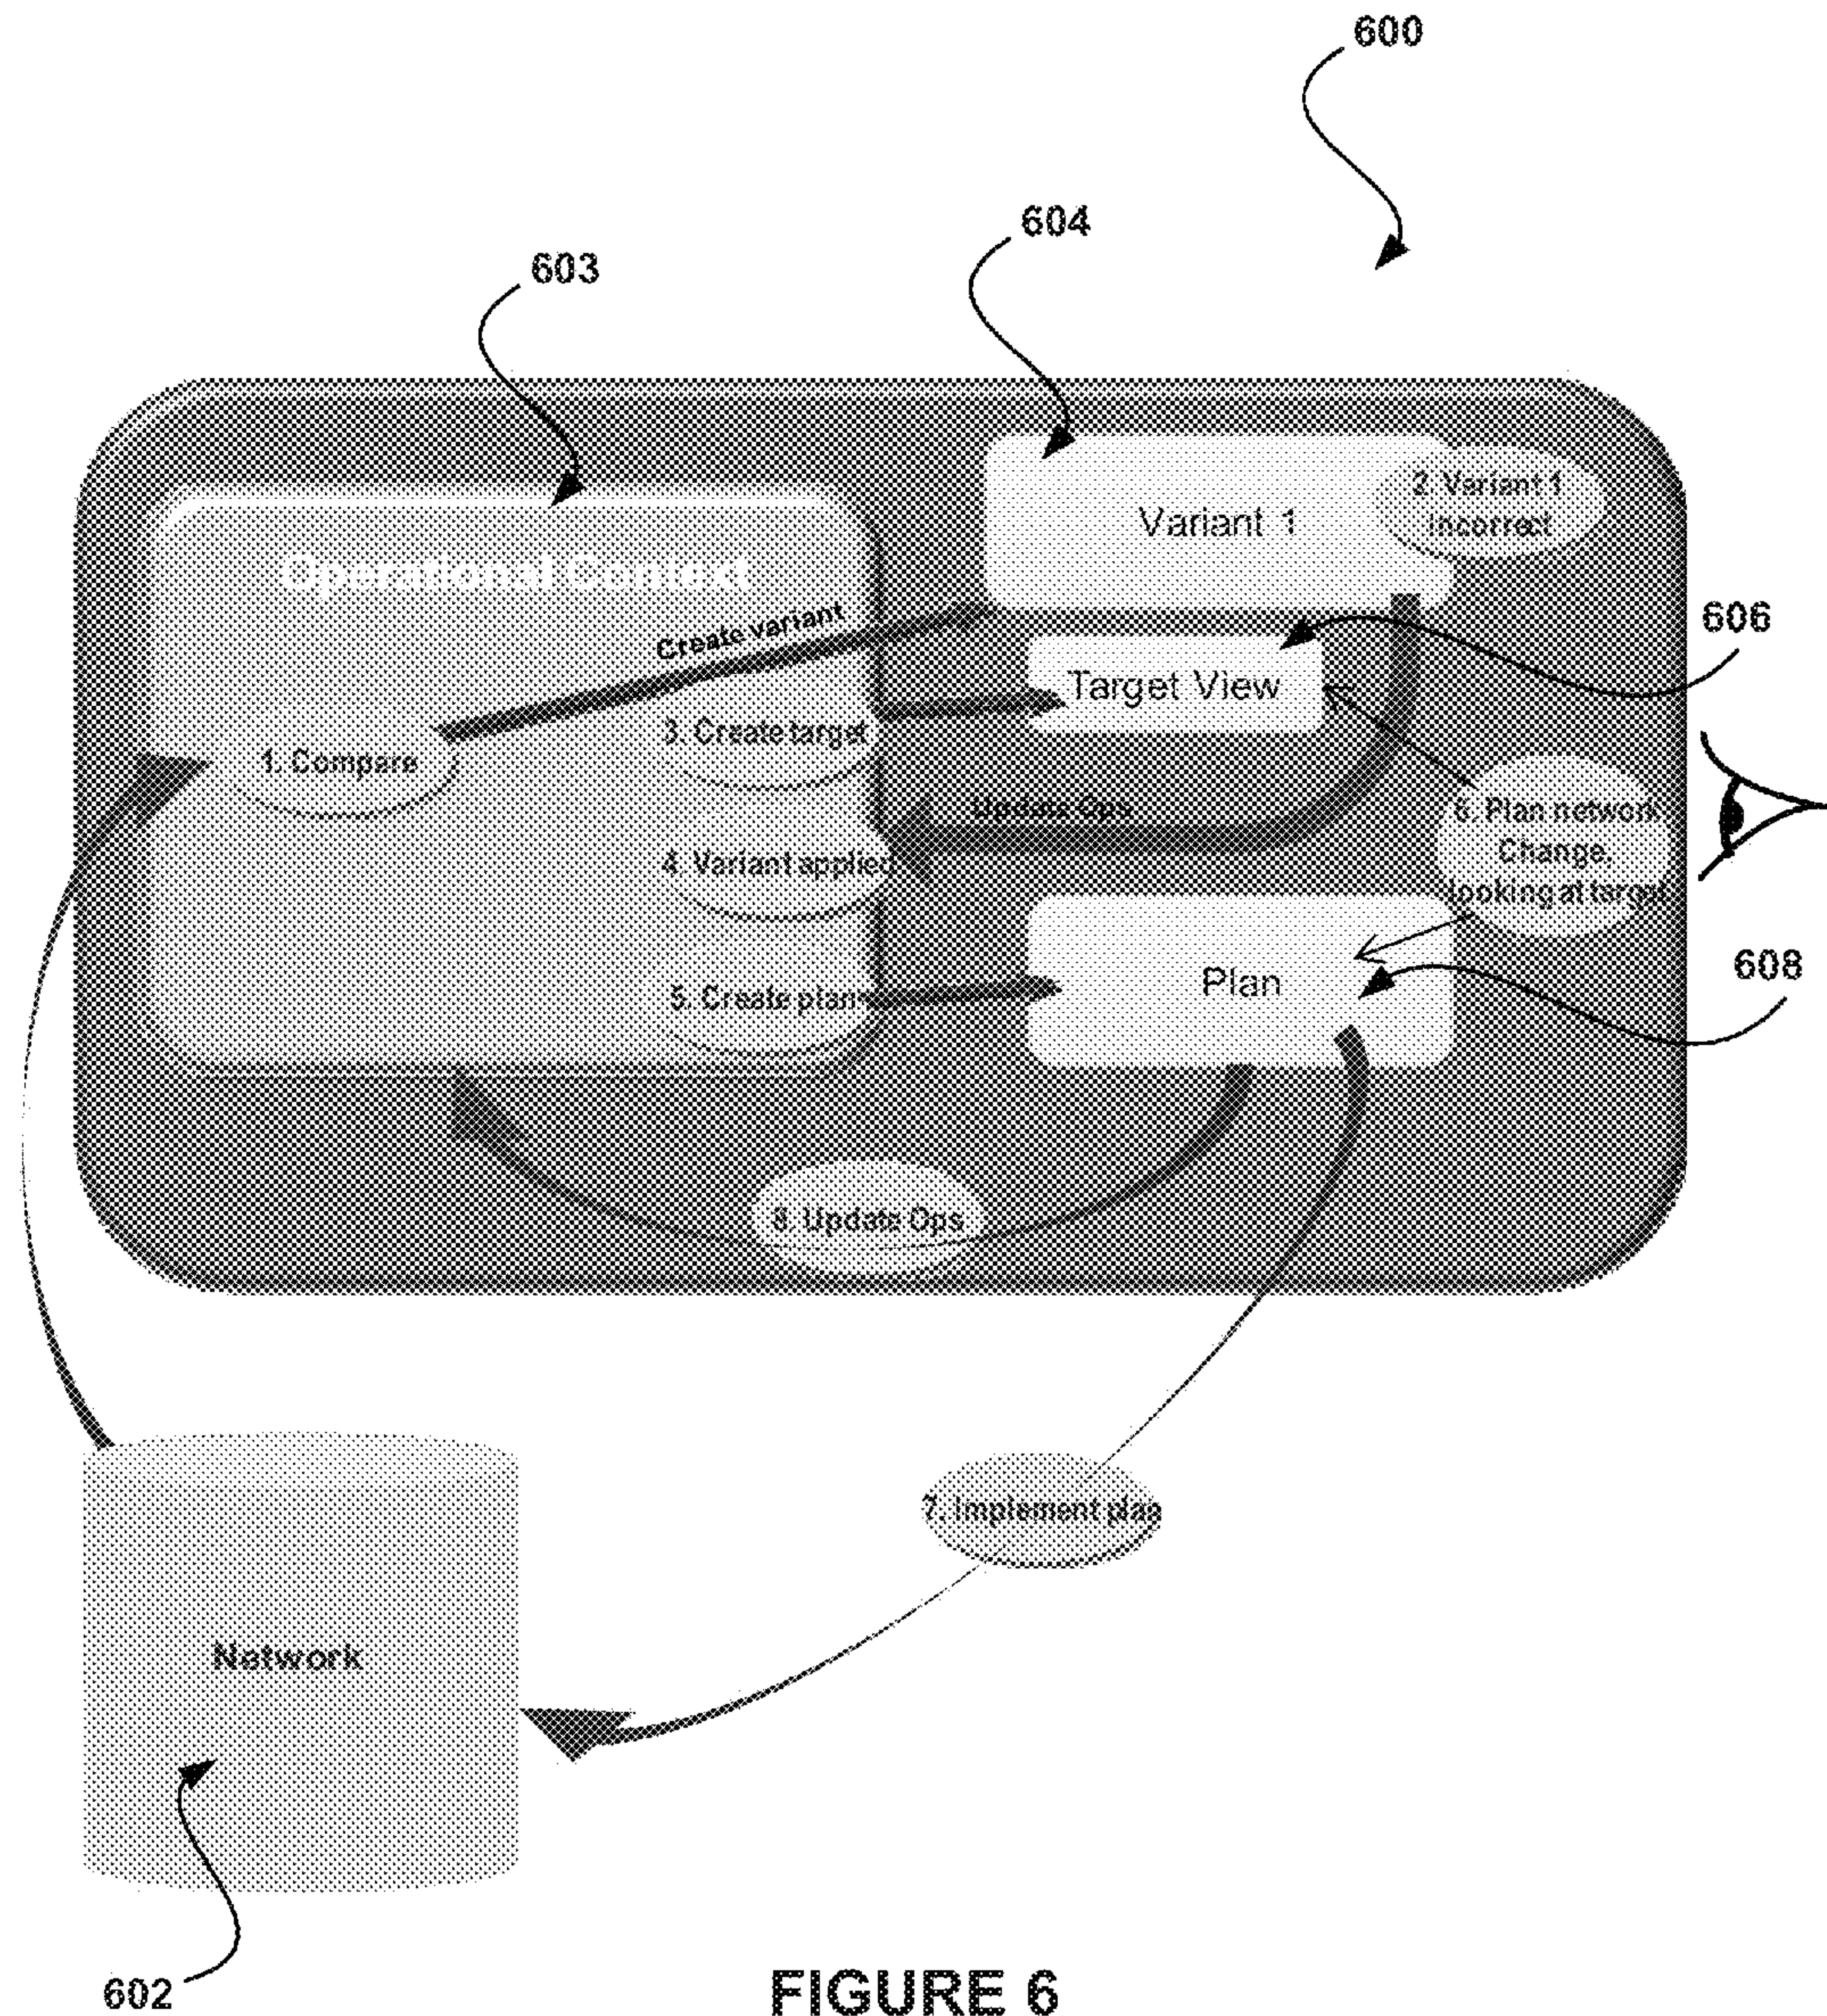 600
604
603
Operational Context
Variant 1
2. Variant 1
incorrect
Create variant
606
Target View
3. Create target
1. Compare
Update Ops
6. Plan network
Change,
looking at target
4. Variant applied
608
Plan
5. Create plan
8. Update Ops
7. Implement plan
Network
602
FIGURE 6